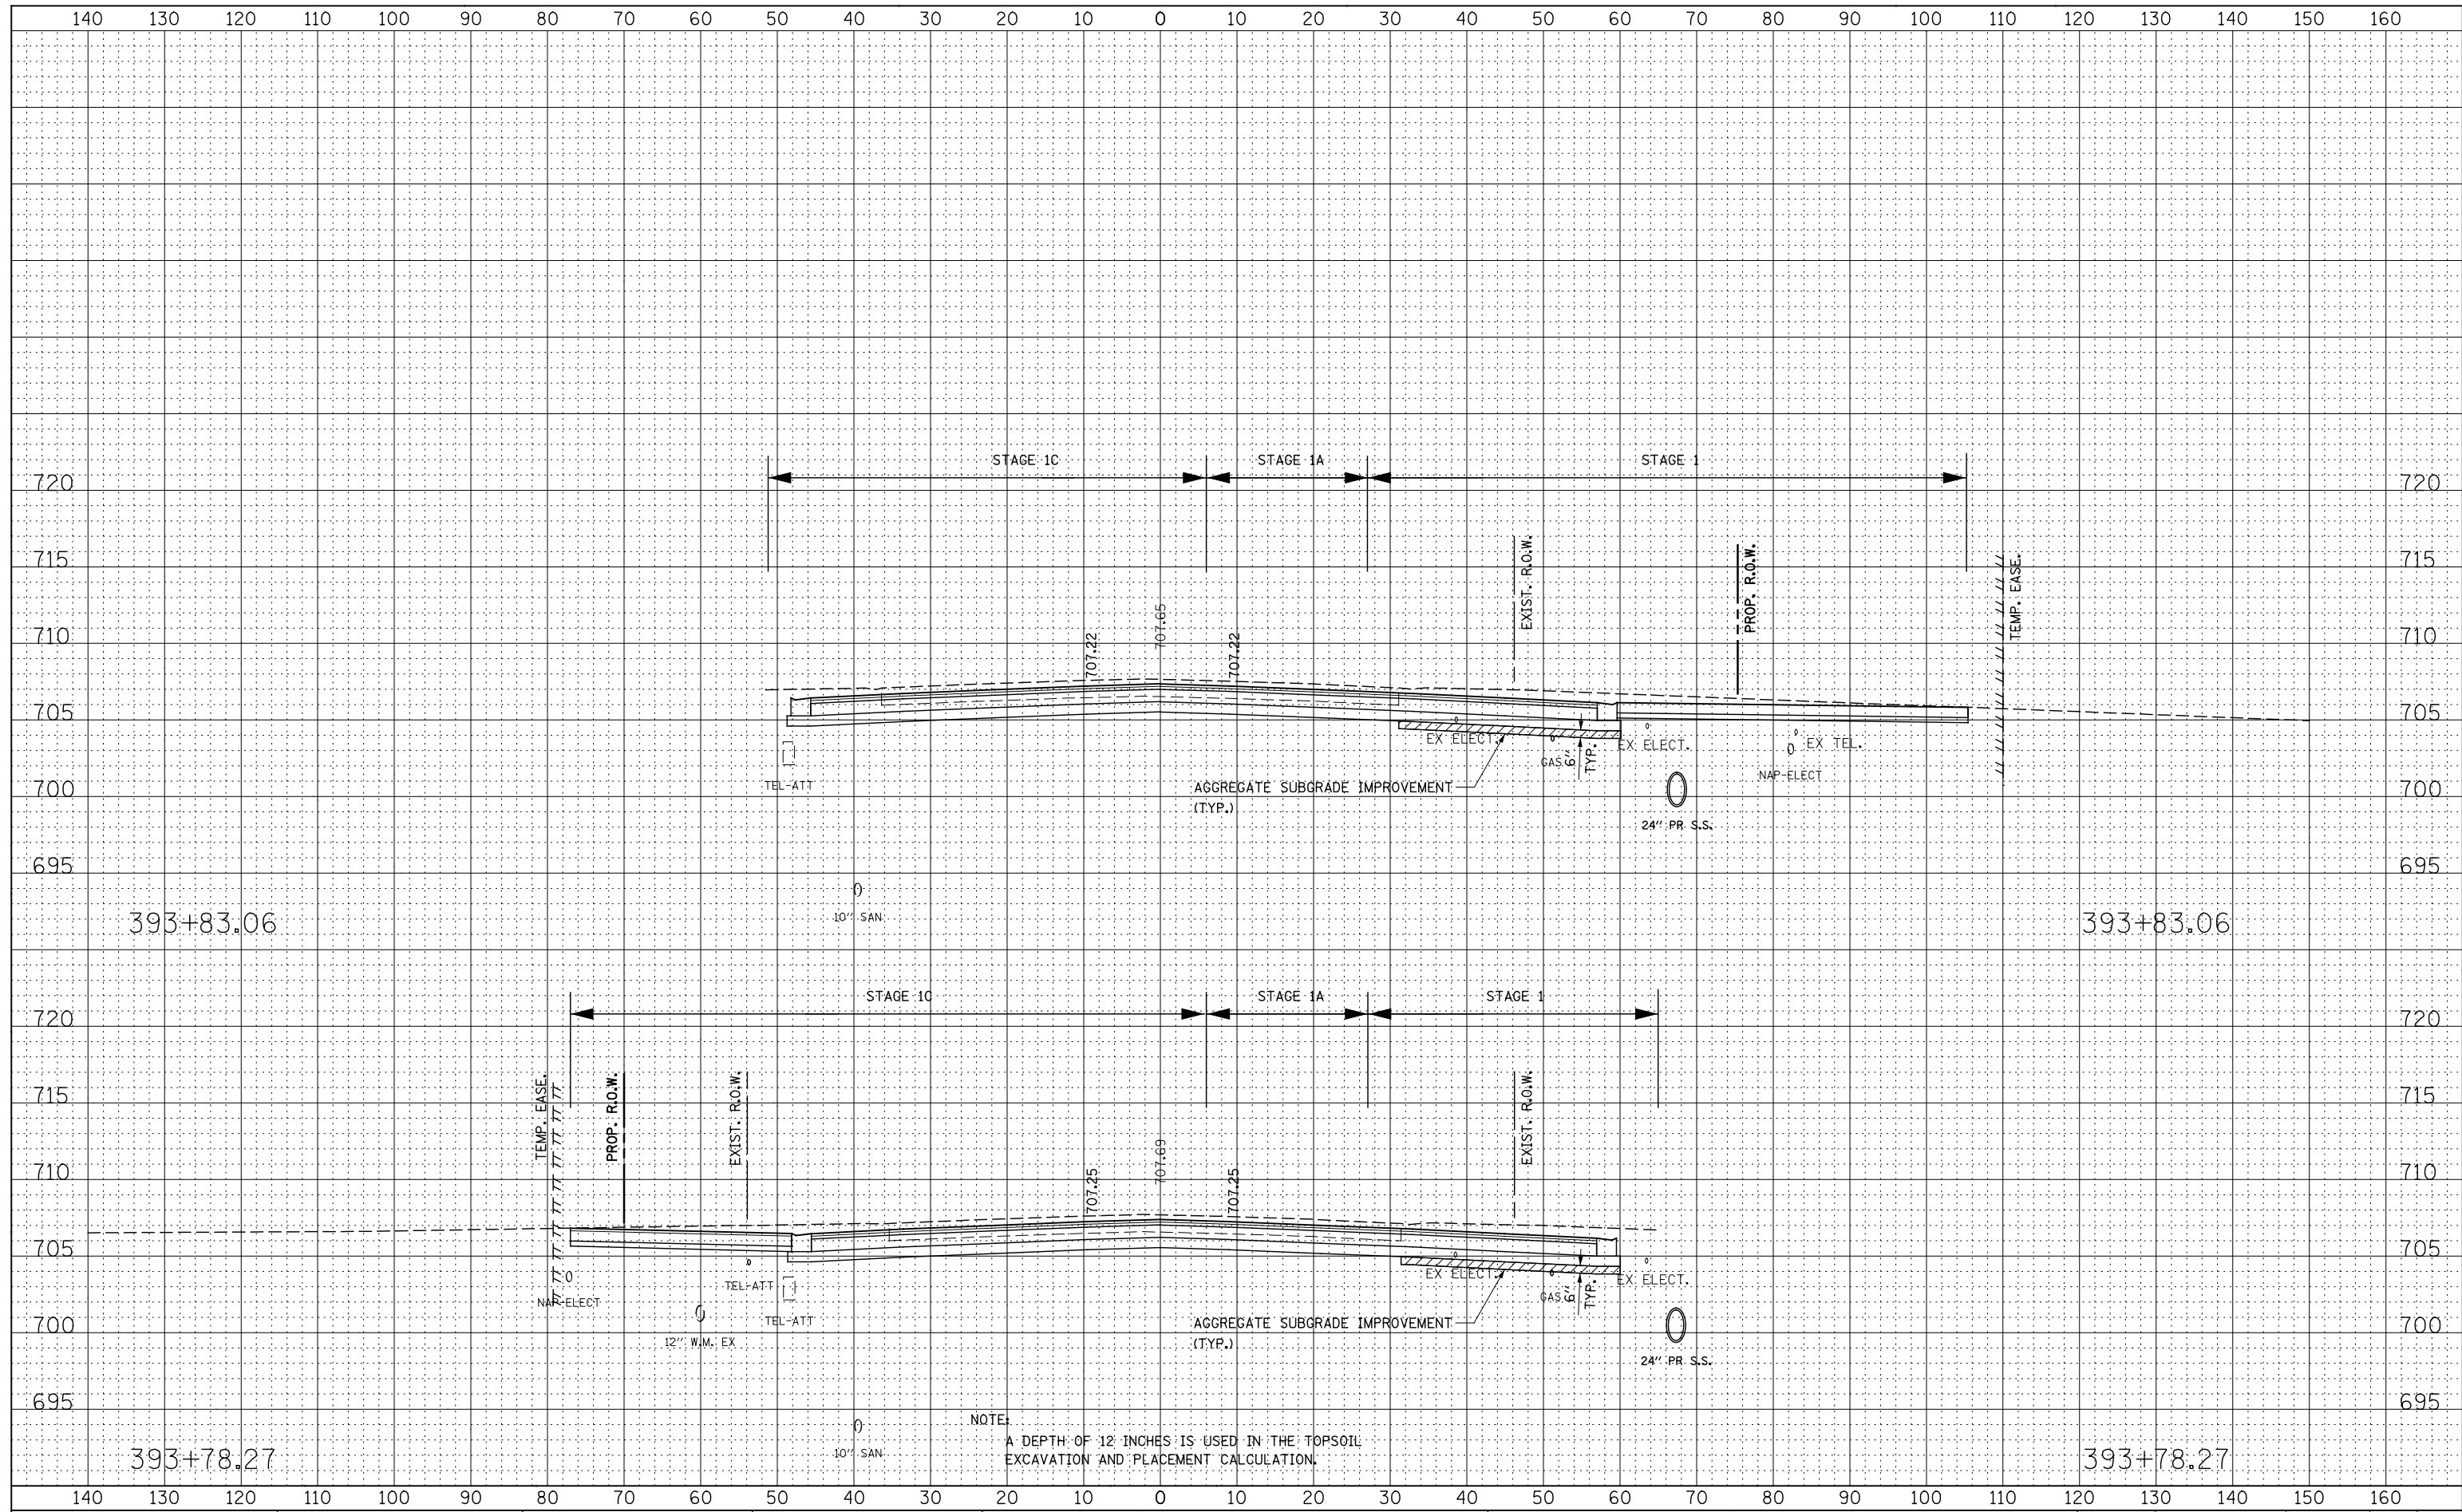 140 130 120 110 100 90 80 70 60 50 40 30 20 10 0 10 20 30 40 50 60 70 80 90 100 110 120 130 140 150 160
STAGE 1C STAGE 1A STAGE 1
720 720
715 715
EXIST. R.O.W.
PROP. R.O.W.
TEMP. EASE.
710 710
707.22
707.65
707.22
705 705
EX ELECT.
GAS
6"
TYP.
EX ELECT.
EX TEL.
NAP-ELECT
TEL-ATT
AGGREGATE SUBGRADE IMPROVEMENT
(TYP.)
700 700
24" PR S.S.
695 695
10" SAN
393+83.06 393+83.06
STAGE 1C STAGE 1A STAGE 1
720 720
TEMP. EASE.
PROP. R.O.W.
EXIST. R.O.W.
EXIST. R.O.W.
715 715
710 710
707.25
707.69
707.25
705 705
NAP-ELECT
TEL-ATT
TEL-ATT
12" W.M. EX
EX ELECT.
GAS
6"
TYP.
EX ELECT.
AGGREGATE SUBGRADE IMPROVEMENT
(TYP.)
700 700
24" PR S.S.
695 695
10" SAN
NOTE:
A DEPTH OF 12 INCHES IS USED IN THE TOPSOIL
EXCAVATION AND PLACEMENT CALCULATION.
393+78.27 393+78.27
140 130 120 110 100 90 80 70 60 50 40 30 20 10 0 10 20 30 40 50 60 70 80 90 100 110 120 130 140 150 160